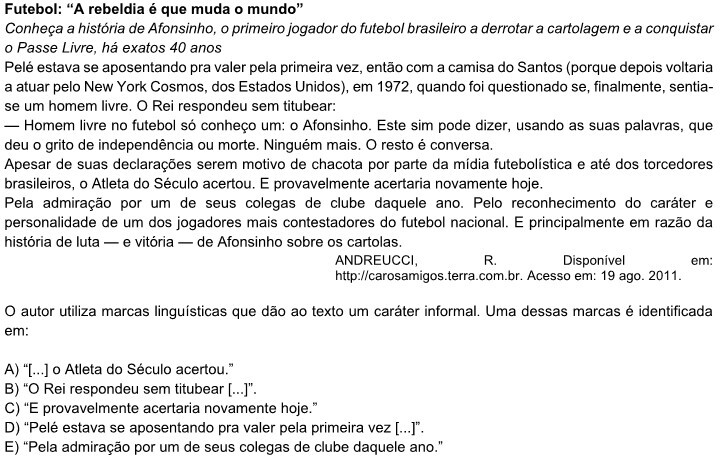 Futebol: “A rebeldia é que muda o mundo”
Conheça a história de Afonsinho, o primeiro jogador do futebol brasileiro a derrotar a cartolagem e a conquistar
o Passe Livre, há exatos 40 anos
Pelé estava se aposentando pra valer pela primeira vez, então com a camisa do Santos (porque depois voltaria
a atuar pelo New York Cosmos, dos Estados Unidos), em 1972, quando foi questionado se, finalmente, sentia-
se um homem livre. O Rei respondeu sem titubear:
— Homem livre no futebol só conheço um: o Afonsinho. Este sim pode dizer, usando as suas palavras, que
deu o grito de independência ou morte. Ninguém mais. O resto é conversa.
Apesar de suas declarações serem motivo de chacota por parte da mídia futebolística e até dos torcedores
brasileiros, o Atleta do Século acertou. E provavelmente acertaria novamente hoje.
Pela admiração por um de seus colegas de clube daquele ano. Pelo reconhecimento do caráter e
personalidade de um dos jogadores mais contestadores do futebol nacional. E principalmente em razão da
história de luta — e vitória — de Afonsinho sobre os cartolas.
ANDREUCCI, R. Disponível em:
http://carosamigos.terra.com.br. Acesso em: 19 ago. 2011.
O autor utiliza marcas linguísticas que dão ao texto um caráter informal. Uma dessas marcas é identificada
em:
A) “[...] o Atleta do Século acertou.”
B) “O Rei respondeu sem titubear [...]”.
C) “E provavelmente acertaria novamente hoje.”
D) “Pelé estava se aposentando pra valer pela primeira vez [...]”.
E) “Pela admiração por um de seus colegas de clube daquele ano.”